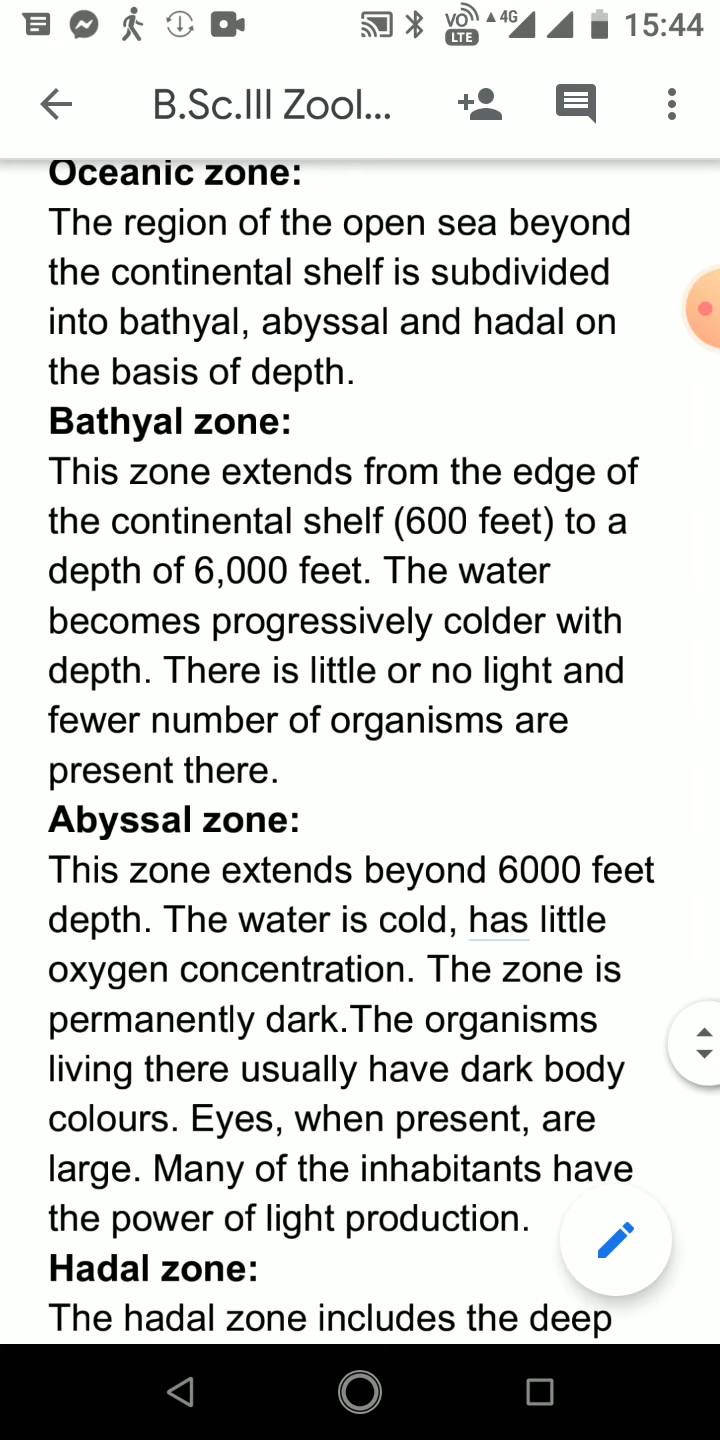 VO LTE 4G 15:44
B.Sc.III Zool...
Oceanic zone:
The region of the open sea beyond
the continental shelf is subdivided
into bathyal, abyssal and hadal on
the basis of depth.
Bathyal zone:
This zone extends from the edge of
the continental shelf (600 feet) to a
depth of 6,000 feet. The water
becomes progressively colder with
depth. There is little or no light and
fewer number of organisms are
present there.
Abyssal zone:
This zone extends beyond 6000 feet
depth. The water is cold, has little
oxygen concentration. The zone is
permanently dark.The organisms
living there usually have dark body
colours. Eyes, when present, are
large. Many of the inhabitants have
the power of light production.
Hadal zone:
The hadal zone includes the deep